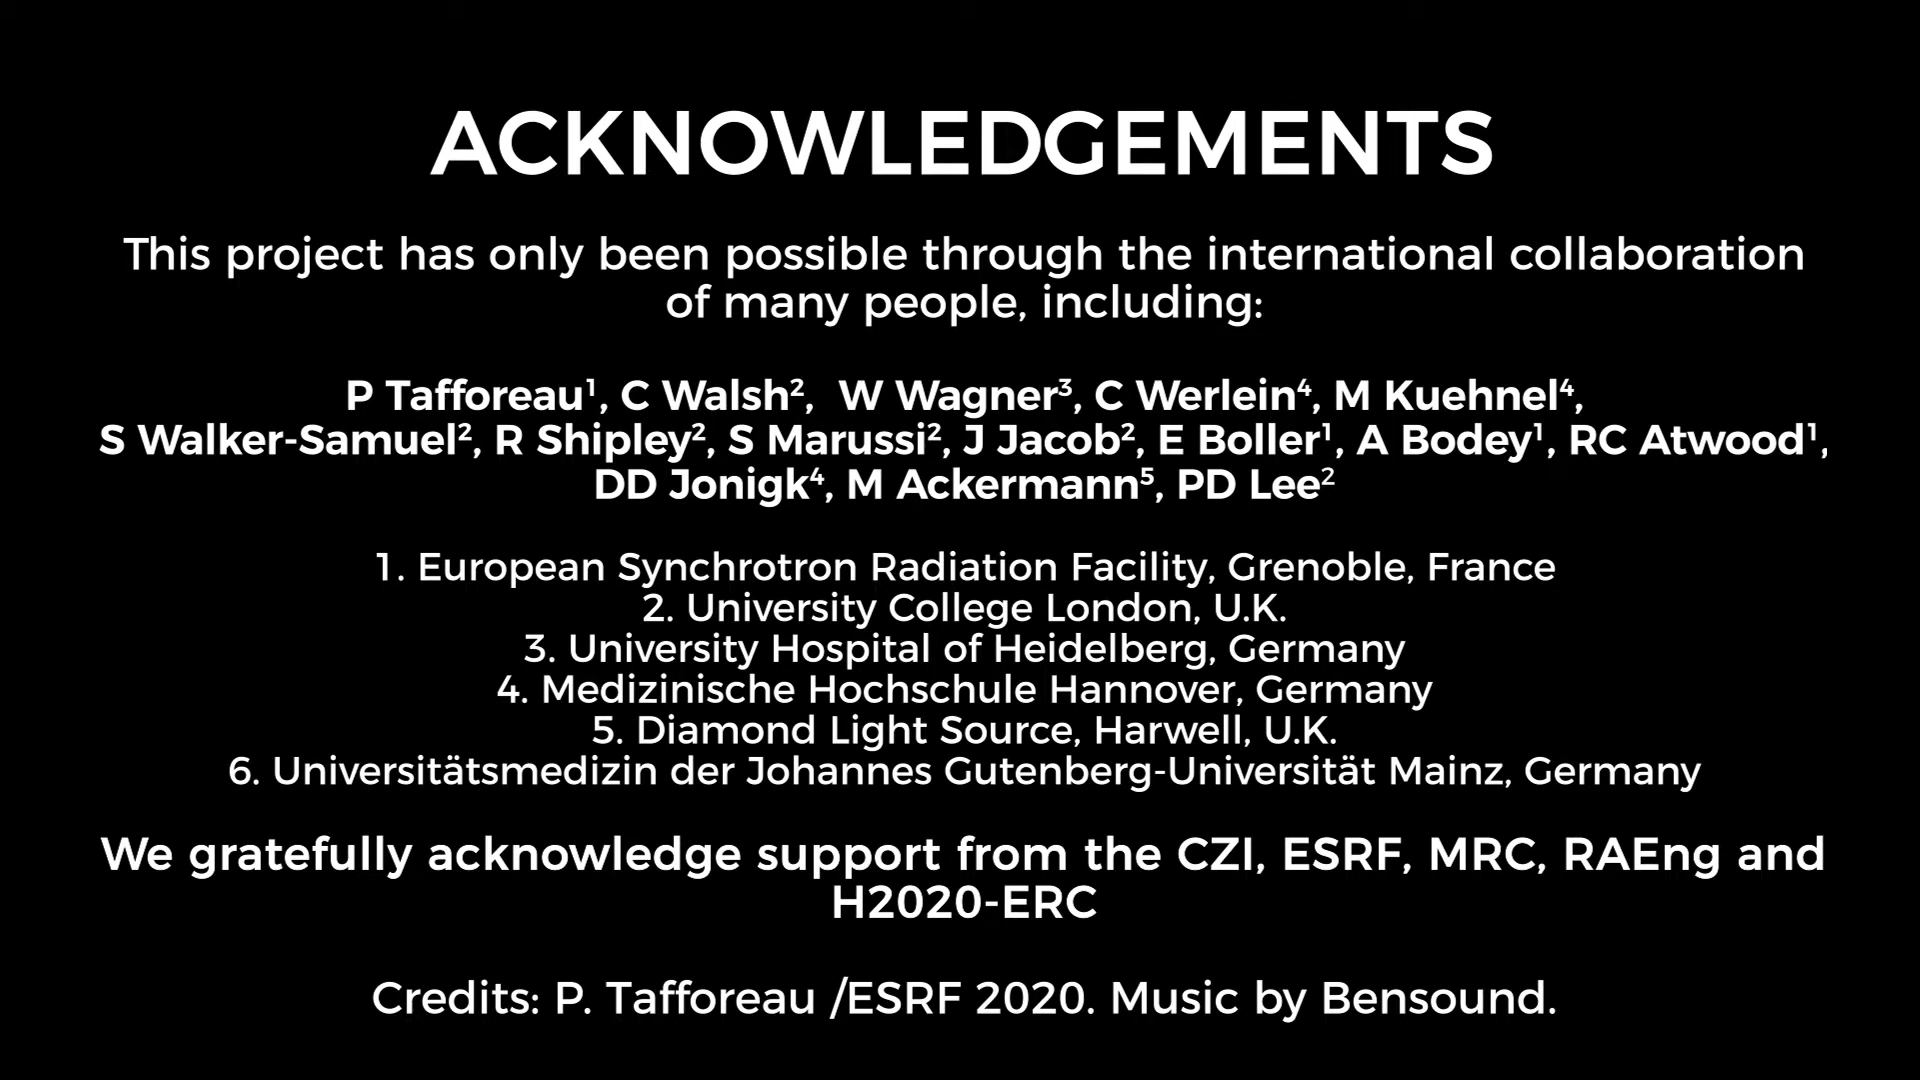 ACKNOWLEDGEMENTS
This project has only been possible through the international collaboration
of many people, including:
P Tafforeau¹, C Walsh², W Wagner³, C Werlein⁴, M Kuehnel⁴,
S Walker-Samuel², R Shipley², S Marussi², J Jacob², E Boller¹, A Bodey¹, RC Atwood¹,
DD Jonigk⁴, M Ackermann⁵, PD Lee²
1. European Synchrotron Radiation Facility, Grenoble, France
2. University College London, U.K.
3. University Hospital of Heidelberg, Germany
4. Medizinische Hochschule Hannover, Germany
5. Diamond Light Source, Harwell, U.K.
6. Universitätsmedizin der Johannes Gutenberg-Universität Mainz, Germany
We gratefully acknowledge support from the CZI, ESRF, MRC, RAEng and
H2020-ERC
Credits: P. Tafforeau /ESRF 2020. Music by Bensound.